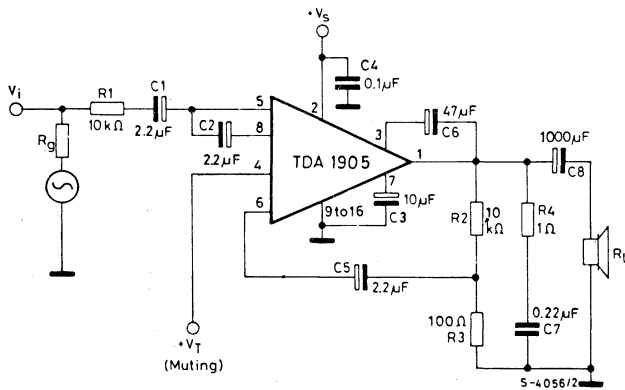 +Vs
C4
0.1µF
Vi
R1
10kΩ
C1
2.2µF
C2
2.2µF
Rg
5
8
4
6
2
3
1
7
9to16
TDA 1905
47µF
C6
10µF
C3
1000µF
C8
R2
10
kΩ
R4
1Ω
C5
2.2µF
100Ω
R3
0.22µF
C7
+VT
(Muting)
S-4056/2